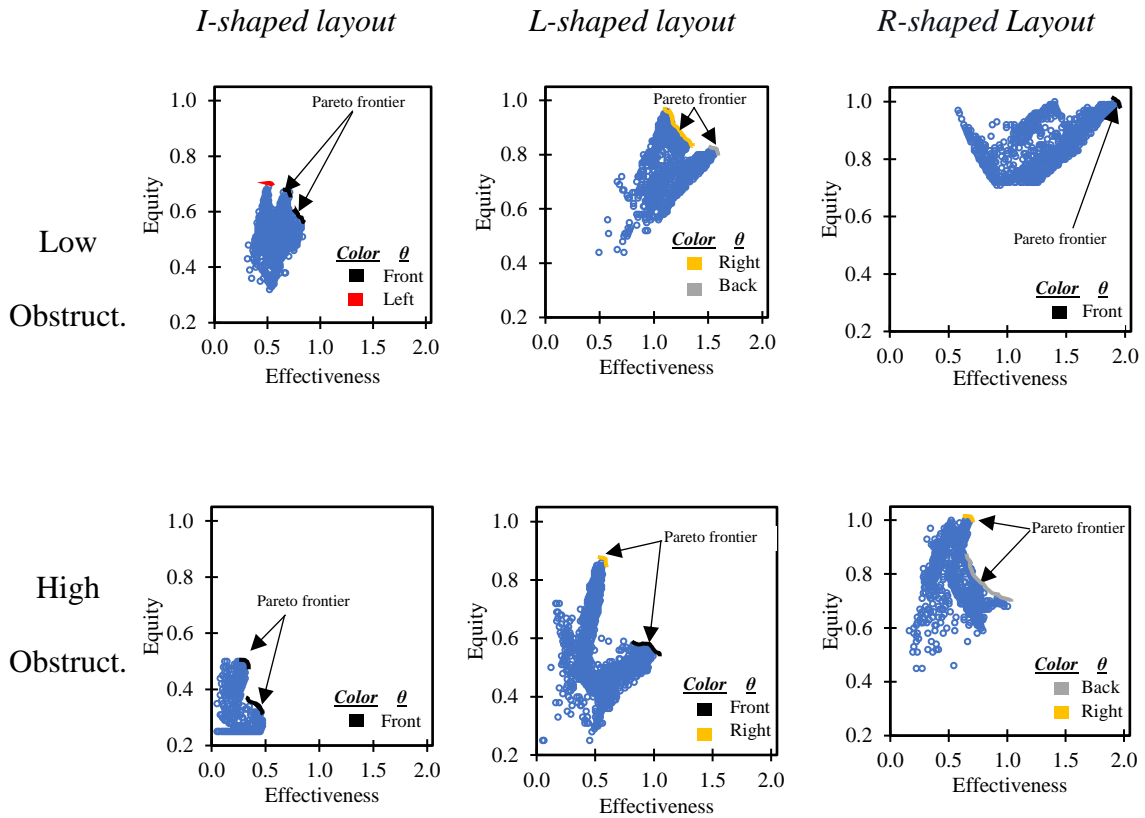 I-shaped layout
L-shaped layout
R-shaped Layout
Low
Obstruct.
Equity
1.0
0.8
0.6
0.4
0.2
0.0
0.5
1.0
1.5
2.0
Effectiveness
Pareto frontier
Color θ
Front
Left
Equity
1.0
0.8
0.6
0.4
0.2
0.0
0.5
1.0
1.5
2.0
Effectiveness
Pareto frontier
Color θ
Right
Back
Equity
1.0
0.8
0.6
0.4
0.2
0.0
0.5
1.0
1.5
2.0
Effectiveness
Pareto frontier
Color θ
Front
High
Obstruct.
Equity
1.0
0.8
0.6
0.4
0.2
0.0
0.5
1.0
1.5
2.0
Effectiveness
Pareto frontier
Color θ
Front
Equity
1.0
0.8
0.6
0.4
0.2
0.0
0.5
1.0
1.5
2.0
Effectiveness
Pareto frontier
Color θ
Front
Right
Equity
1.0
0.8
0.6
0.4
0.2
0.0
0.5
1.0
1.5
2.0
Effectiveness
Pareto frontier
Color θ
Back
Right